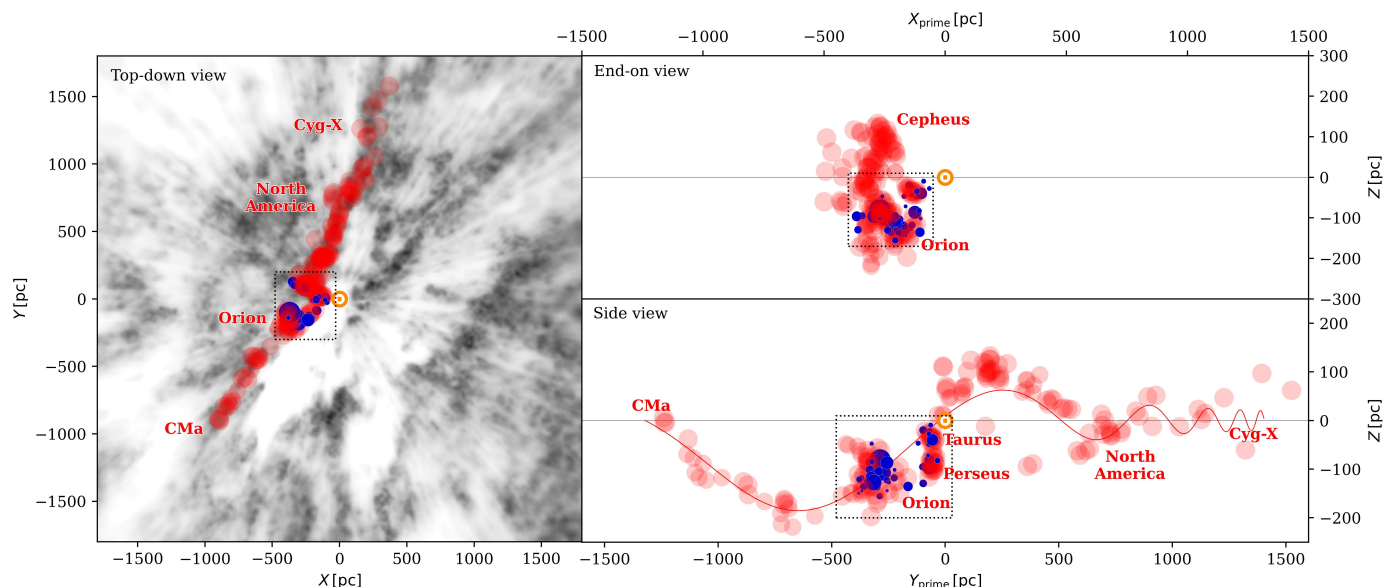 X_prime [pc]
−1500 −1000 −500 0 500 1000 1500
Top-down view
Cyg-X
North
America
Orion
CMa
1500
1000
500
0
−500
−1000
−1500
Y [pc]
−1500 −1000 −500 0 500 1000 1500
X [pc]
End-on view
Cepheus
Orion
300
200
100
0
−100
−200
−300
Z [pc]
Side view
CMa
Taurus
Perseus
Orion
North
America
Cyg-X
200
100
0
−100
−200
Z [pc]
−1500 −1000 −500 0 500 1000 1500
Y_prime [pc]